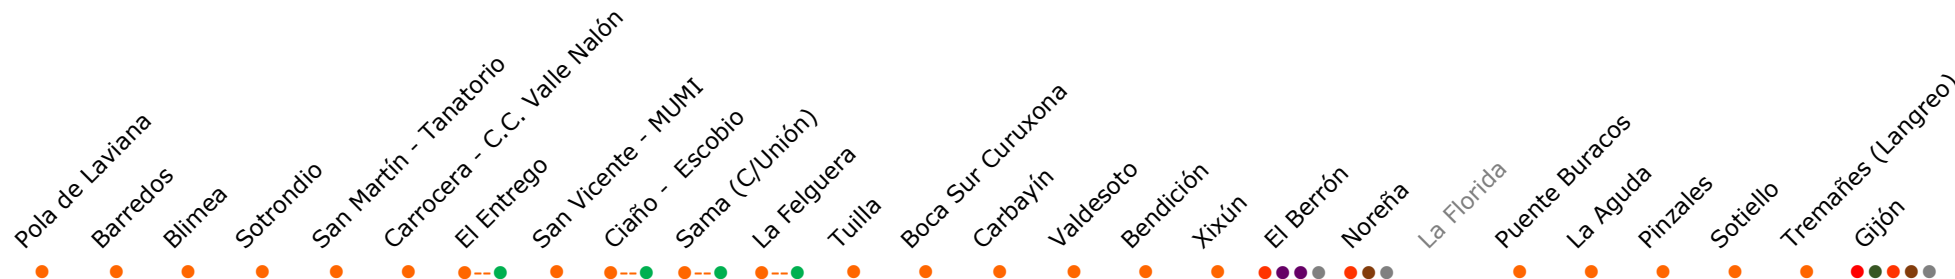 Pola de Laviana
Barredos
Blimea
Sotrondio
San Martín - Tanatorio
Carrocera - C.C. Valle Nalón
El Entrego
San Vicente - MUMI
Ciaño - Escobio
Sama (C/Unión)
La Felguera
Tuilla
Boca Sur Curuxona
Carbayín
Valdesoto
Bendición
Xixún
El Berrón
Noreña
La Florida
Puente Buracos
La Aguda
Pinzales
Sotiello
Tremañes (Langreo)
Gijón